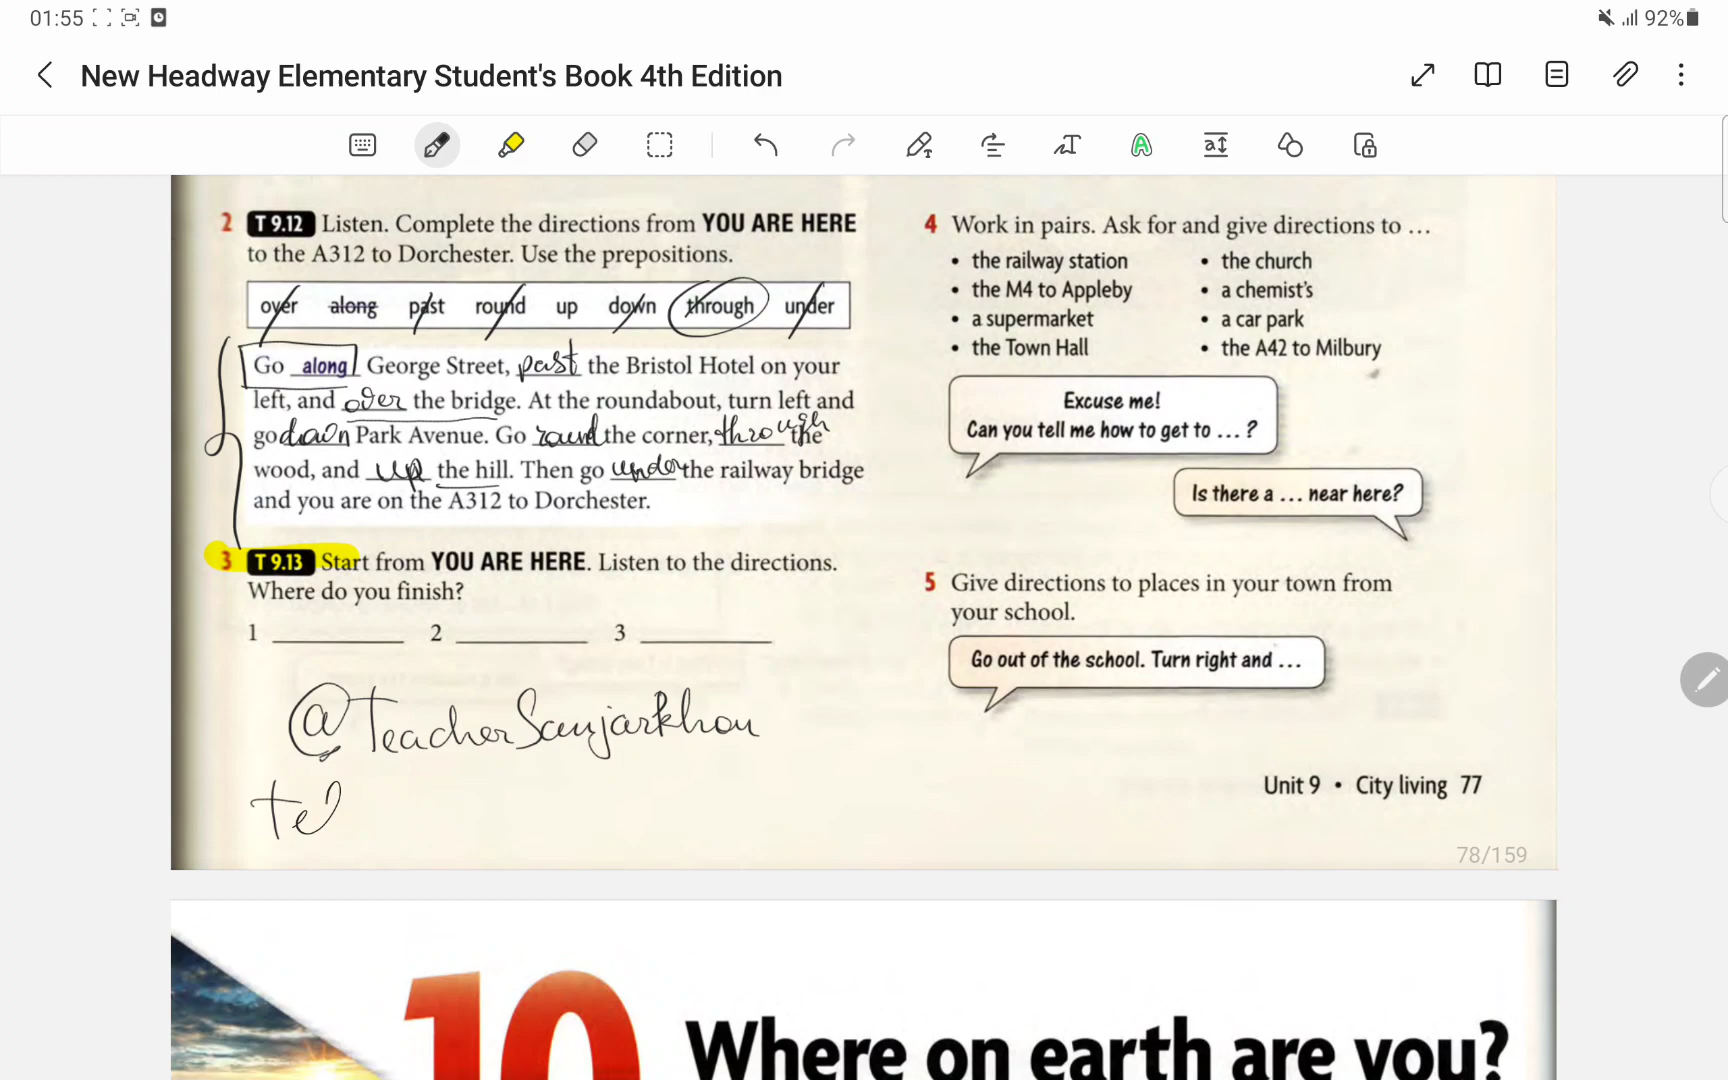 01:55
92%
New Headway Elementary Student's Book 4th Edition
2 T 9.12 Listen. Complete the directions from YOU ARE HERE
to the A312 to Dorchester. Use the prepositions.
over along past round up down through under
Go along George Street, past the Bristol Hotel on your
left, and over the bridge. At the roundabout, turn left and
go down Park Avenue. Go round the corner, through the
wood, and up the hill. Then go under the railway bridge
and you are on the A312 to Dorchester.
3 T 9.13 Start from YOU ARE HERE. Listen to the directions.
Where do you finish?
1 2 3
@TeacherSanjarkhon
tel
4 Work in pairs. Ask for and give directions to …
• the railway station
• the M4 to Appleby
• a supermarket
• the Town Hall
• the church
• a chemist's
• a car park
• the A42 to Milbury
Excuse me!
Can you tell me how to get to … ?
Is there a … near here?
5 Give directions to places in your town from
your school.
Go out of the school. Turn right and …
Unit 9 • City living 77
78/159
10 Where on earth are you?